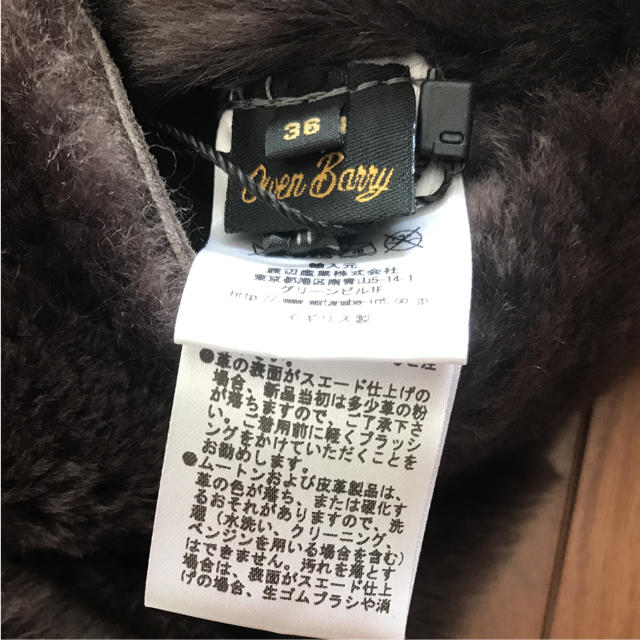 36
Owen Barry
輸入元
渡辺産業株式会社
東京都港区南青山5-14-1
グリーンビル1F
http://www.watanabe-int.co.jp
イギリス製
●革の表面がスエード仕上げの
場合、新品当初は多少革の粉
が落ちますので、ご了承下さ
い。ご着用前に軽くブラッシ
ングをかけていただくことを
お勧めします。
●ムートンおよび皮革製品は、
革の色が落ち、または硬化す
るおそれがありますので、洗
濯（水洗い、クリーニング、
ベンジンを用いる場合を含む）
はできません。汚れを落とす
場合は、表面がスエード仕上
げの場合、生ゴムブラシや消